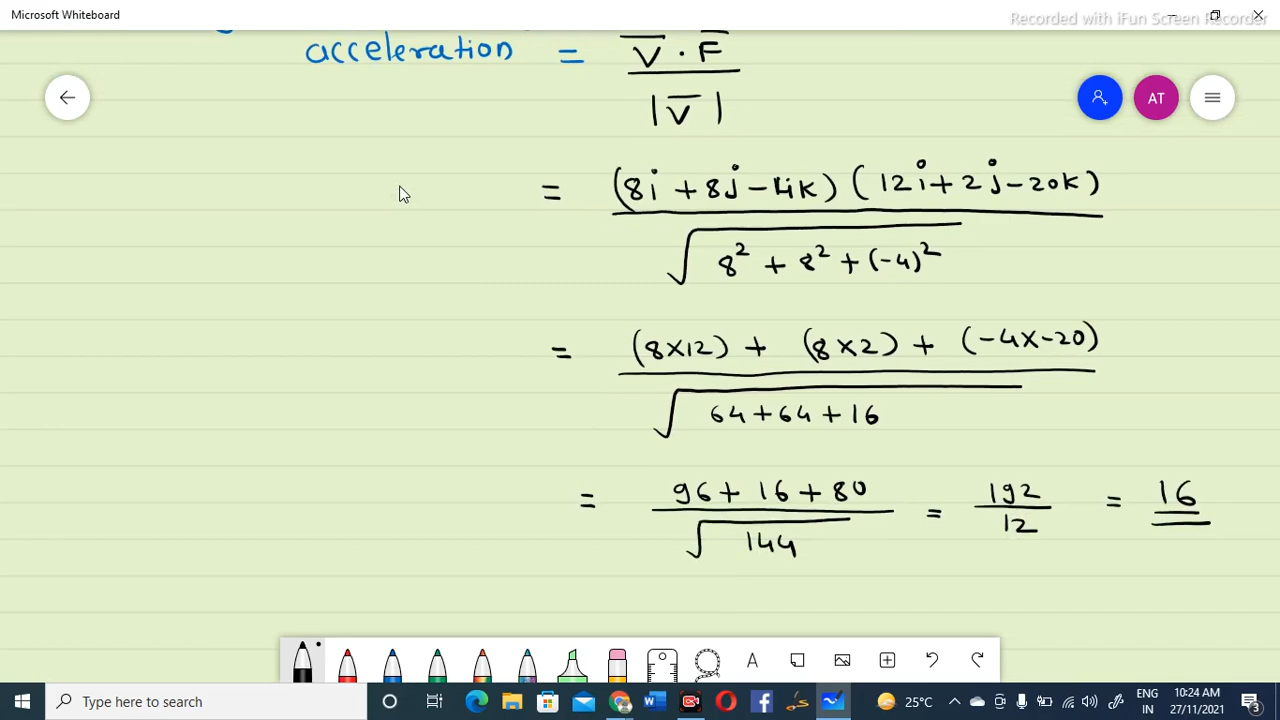 Microsoft Whiteboard
Recorded with iFun Screen Recorder
acceleration = V̅ · F̅
|V̅|
AT
= (8i + 8j - 4k) (12i + 2j - 20k)
√ 8² + 8² + (-4)²
= (8×12) + (8×2) + (-4×-20)
√ 64 + 64 + 16
= 96 + 16 + 80 = 192 = 16
√ 144 12
A
Type here to search
W
25°C
ENG
IN
10:24 AM
27/11/2021
3